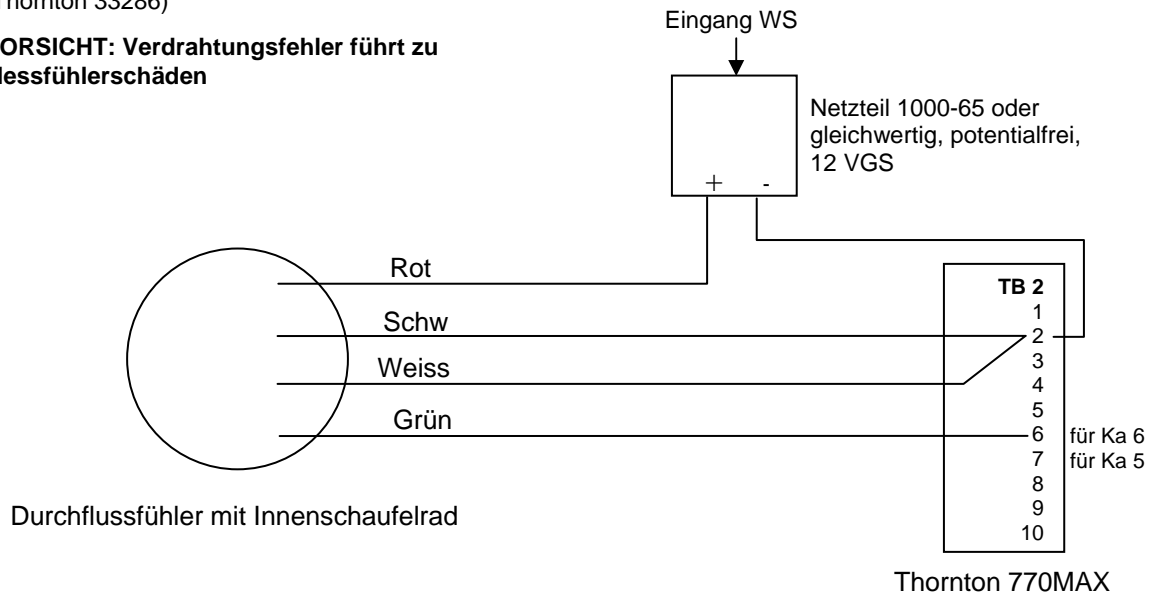 Thornton 33286)
ORSICHT: Verdrahtungsfehler führt zu
lessfühlerschäden
Eingang WS
Netzteil 1000-65 oder
gleichwertig, potentialfrei,
12 VGS
+ -
Rot
Schw
Weiss
Grün
TB 2
1
2
3
4
5
6 für Ka 6
7 für Ka 5
8
9
10
Durchflussfühler mit Innenschaufelrad
Thornton 770MAX